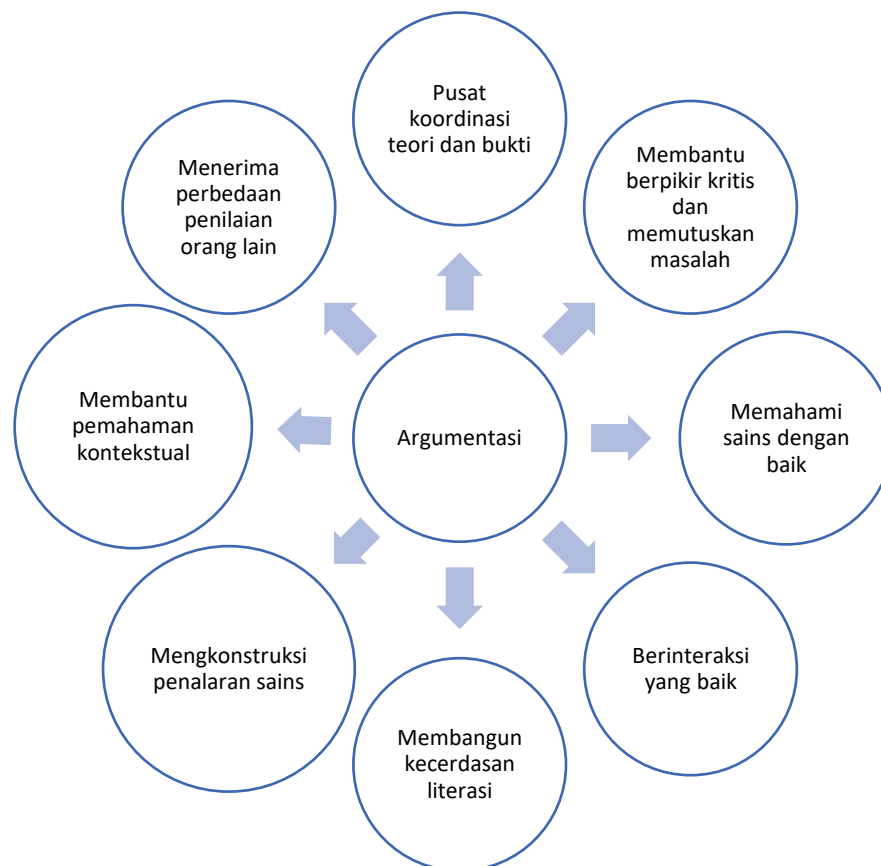 Pusat
koordinasi
teori dan bukti
Membantu
berpikir kritis
dan
memutuskan
masalah
Memahami
sains dengan
baik
Berinteraksi
yang baik
Membangun
kecerdasan
literasi
Mengkonstruksi
penalaran sains
Membantu
pemahaman
kontekstual
Menerima
perbedaan
penilaian
orang lain
Argumentasi